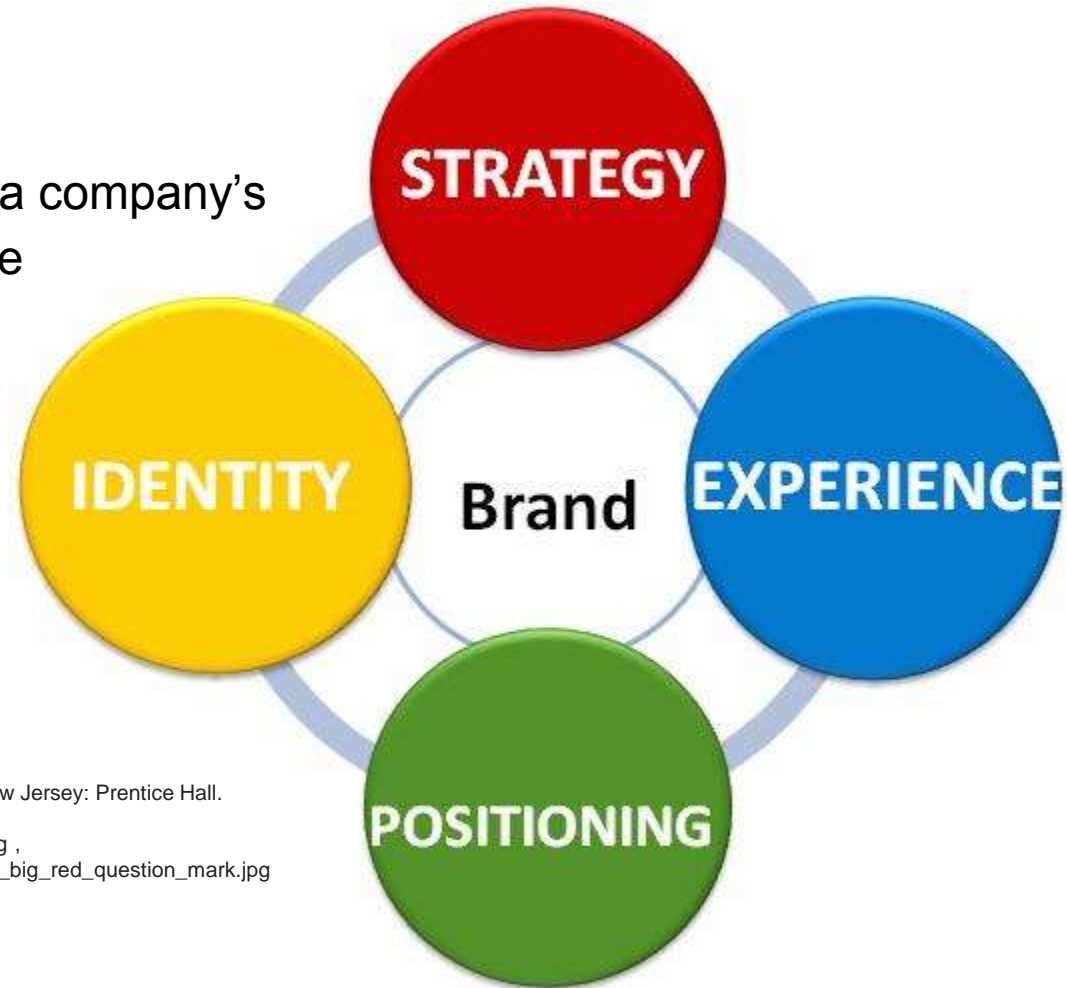 STRATEGY
a company’s
e
IDENTITY
Brand
EXPERIENCE
w Jersey: Prentice Hall.
POSITIONING
g ,
_big_red_question_mark.jpg